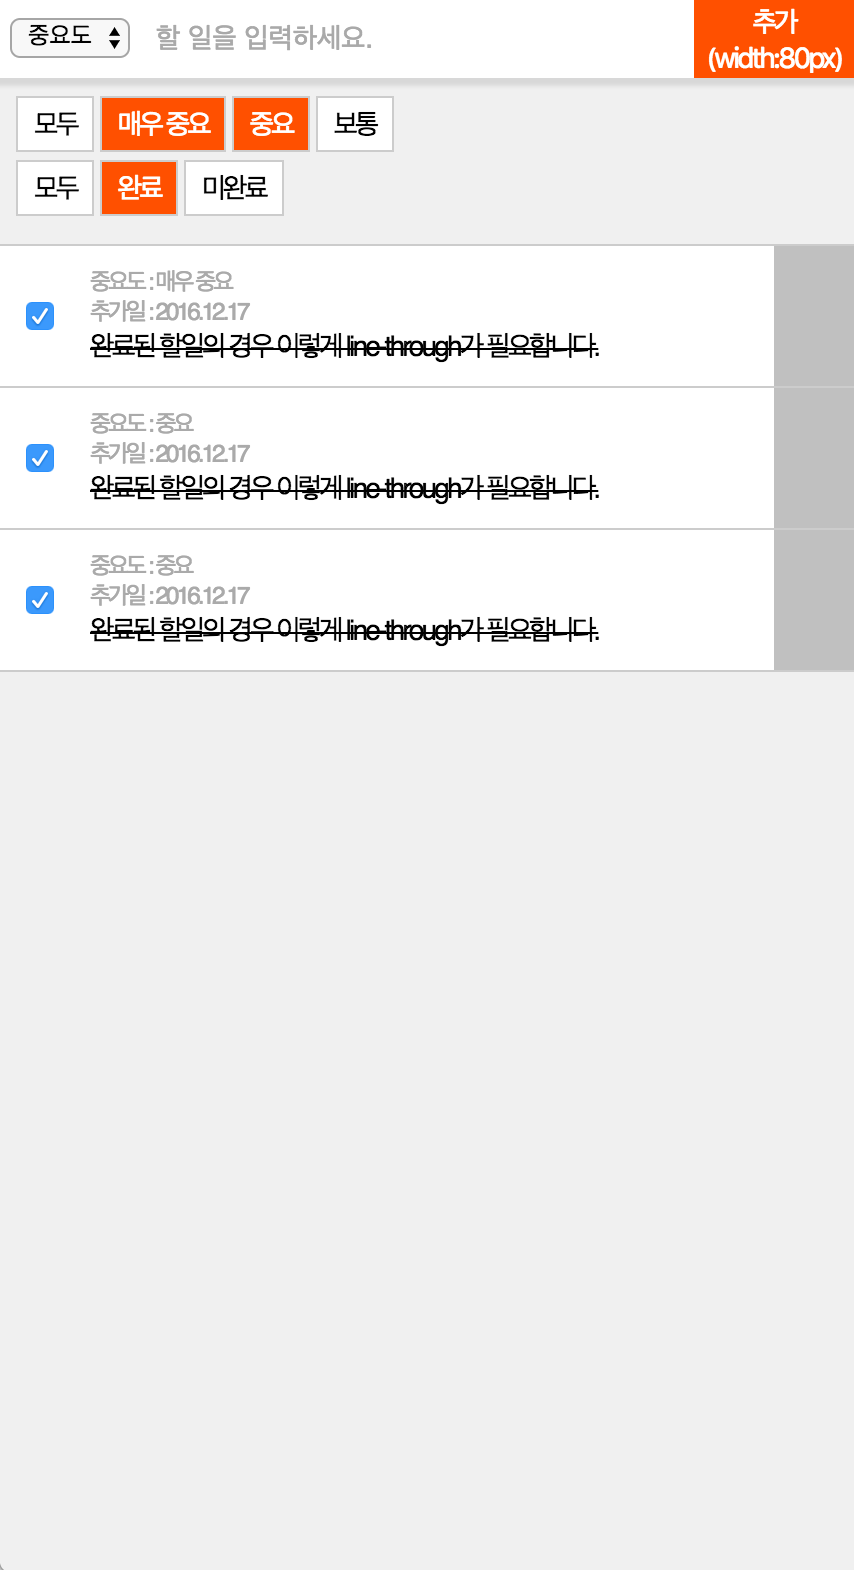 중요도 할 일을 입력하세요. 추가
(width:80px)
모두 매우 중요 중요 보통
모두 완료 미완료
중요도 : 매우 중요
추가일 : 2016.12.17
완료된 할일의 경우 이렇게 line-through가 필요합니다.
중요도 : 중요
추가일 : 2016.12.17
완료된 할일의 경우 이렇게 line-through가 필요합니다.
중요도 : 중요
추가일 : 2016.12.17
완료된 할일의 경우 이렇게 line-through가 필요합니다.